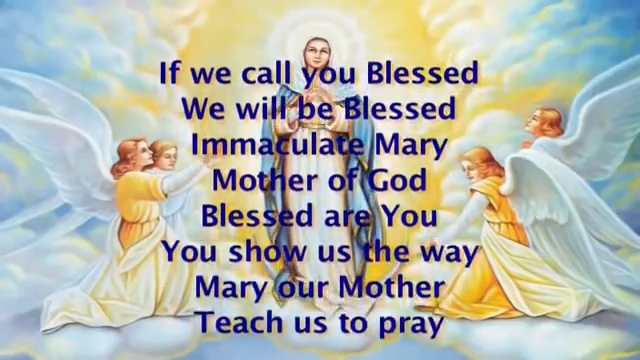 If we call you Blessed
We will be Blessed
Immaculate Mary
Mother of God
Blessed are You
You show us the way
Mary our Mother
Teach us to pray